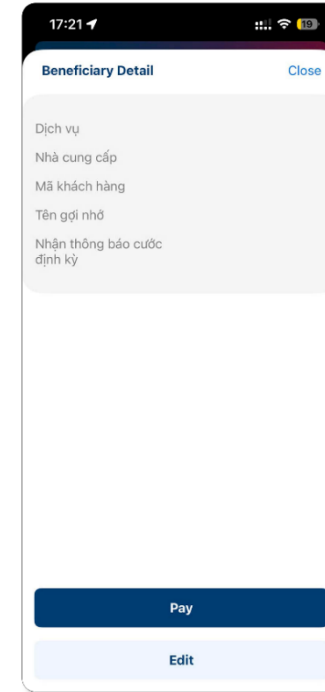 17:21
19
Beneficiary Detail
Close
Dịch vụ
Nhà cung cấp
Mã khách hàng
Tên gợi nhớ
Nhận thông báo cước
định kỳ
Pay
Edit